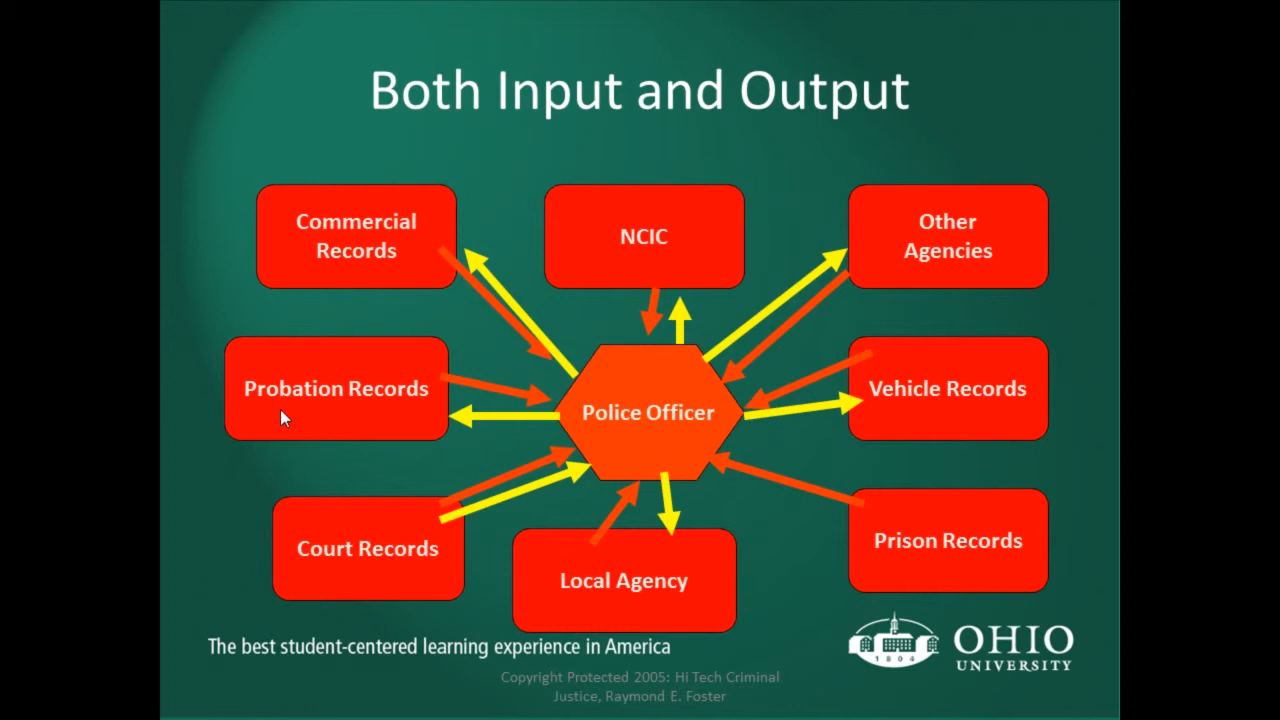 Both Input and Output
Commercial
Records
NCIC
Other
Agencies
Probation Records
Police Officer
Vehicle Records
Court Records
Local Agency
Prison Records
The best student-centered learning experience in America
1804
OHIO
UNIVERSITY
Copyright Protected 2005: Hi Tech Criminal
Justice, Raymond E. Foster